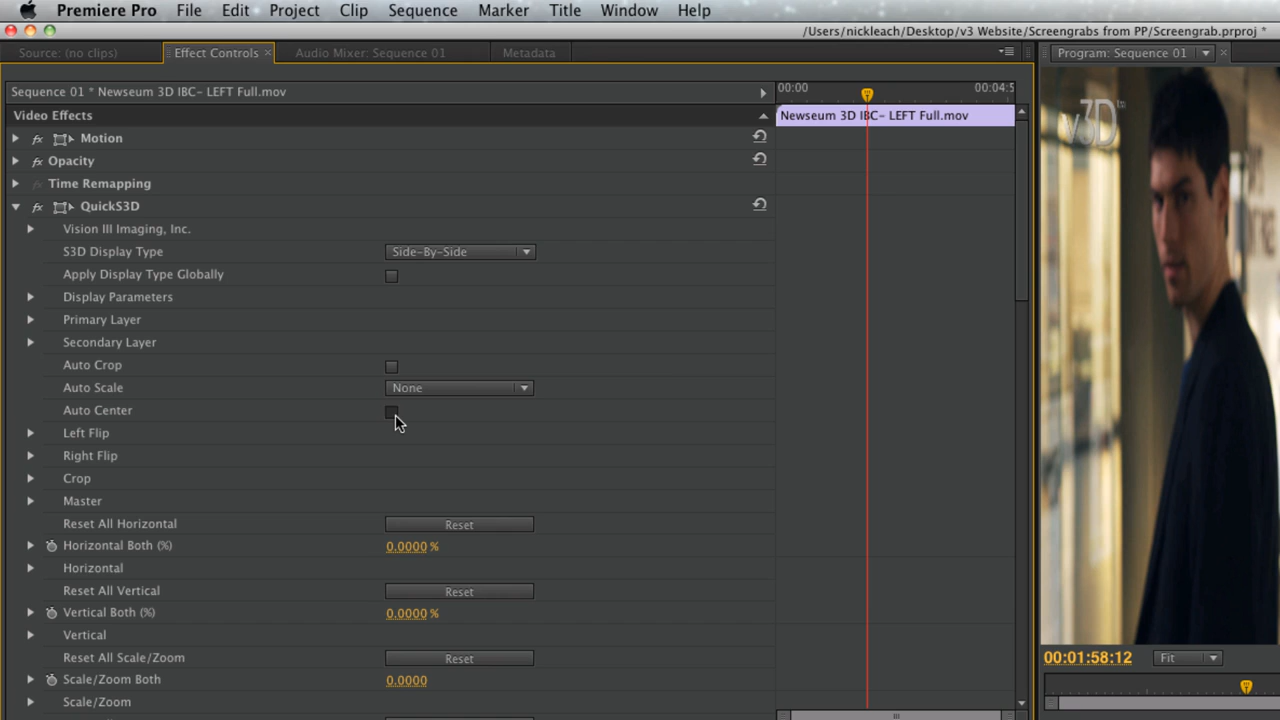 Premiere Pro File Edit Project Clip Sequence Marker Title Window Help
/Users/nickleach/Desktop/v3 Website/Screengrabs from PP/Screengrab.prproj *
Source: (no clips) Effect Controls × Audio Mixer: Sequence 01 Metadata Program: Sequence 01 ×
Sequence 01 * Newseum 3D IBC- LEFT Full.mov 00:00 00:04:5
Video Effects Newseum 3D IBC- LEFT Full.mov
v3D™
fx Motion
fx Opacity
fx Time Remapping
fx QuickS3D
Vision III Imaging, Inc.
S3D Display Type Side-By-Side
Apply Display Type Globally
Display Parameters
Primary Layer
Secondary Layer
Auto Crop
Auto Scale None
Auto Center
Left Flip
Right Flip
Crop
Master
Reset All Horizontal Reset
Horizontal Both (%) 0.0000 %
Horizontal
Reset All Vertical Reset
Vertical Both (%) 0.0000 %
Vertical
Reset All Scale/Zoom Reset
00:01:58:12 Fit
Scale/Zoom Both 0.0000
Scale/Zoom